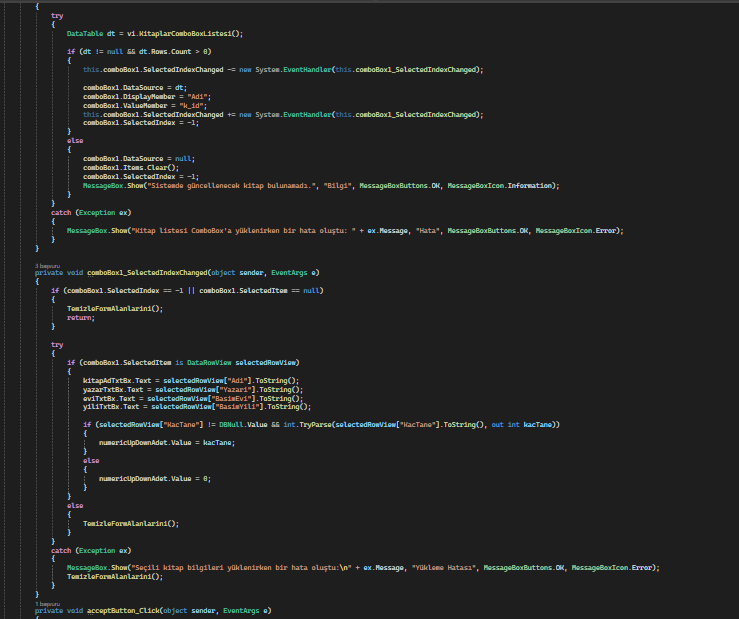 {
try
{
DataTable dt = vi.KitaplarComboBoxListesi();
if (dt != null && dt.Rows.Count > 0)
{
this.comboBox1.SelectedIndexChanged -= new System.EventHandler(this.comboBox1_SelectedIndexChanged);
comboBox1.DataSource = dt;
comboBox1.DisplayMember = "Adi";
comboBox1.ValueMember = "k_id";
this.comboBox1.SelectedIndexChanged += new System.EventHandler(this.comboBox1_SelectedIndexChanged);
comboBox1.SelectedIndex = -1;
}
else
{
comboBox1.DataSource = null;
comboBox1.Items.Clear();
comboBox1.SelectedIndex = -1;
MessageBox.Show("Sistemde güncellenecek kitap bulunamadı.", "Bilgi", MessageBoxButtons.OK, MessageBoxIcon.Information);
}
}
catch (Exception ex)
{
MessageBox.Show("Kitap listesi ComboBox'a yüklenirken bir hata oluştu: " + ex.Message, "Hata", MessageBoxButtons.OK, MessageBoxIcon.Error);
}
}
3 başvuru
private void comboBox1_SelectedIndexChanged(object sender, EventArgs e)
{
if (comboBox1.SelectedIndex == -1 || comboBox1.SelectedItem == null)
{
TemizleFormAlanlarini();
return;
}
try
{
if (comboBox1.SelectedItem is DataRowView selectedRowView)
{
kitapAdTxtBx.Text = selectedRowView["Adi"].ToString();
yazarTxtBx.Text = selectedRowView["Yazari"].ToString();
eviTxtBx.Text = selectedRowView["BasimEvi"].ToString();
yiliTxtBx.Text = selectedRowView["BasimYili"].ToString();
if (selectedRowView["KacTane"] != DBNull.Value && int.TryParse(selectedRowView["KacTane"].ToString(), out int kacTane))
{
numericUpDownAdet.Value = kacTane;
}
else
{
numericUpDownAdet.Value = 0;
}
}
else
{
TemizleFormAlanlarini();
}
}
catch (Exception ex)
{
MessageBox.Show("Seçili kitap bilgileri yüklenirken bir hata oluştu:\n" + ex.Message, "Yükleme Hatası", MessageBoxButtons.OK, MessageBoxIcon.Error);
TemizleFormAlanlarini();
}
}
1 başvuru
private void acceptButton_Click(object sender, EventArgs e)
{